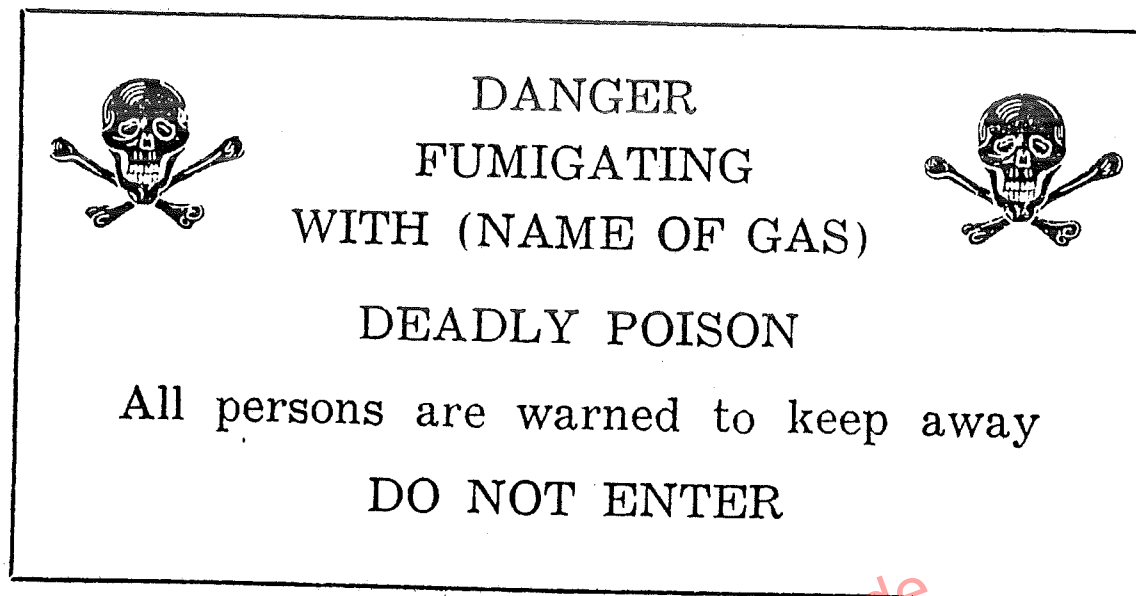 DANGER
FUMIGATING
WITH (NAME OF GAS)
DEADLY POISON
All persons are warned to keep away
DO NOT ENTER